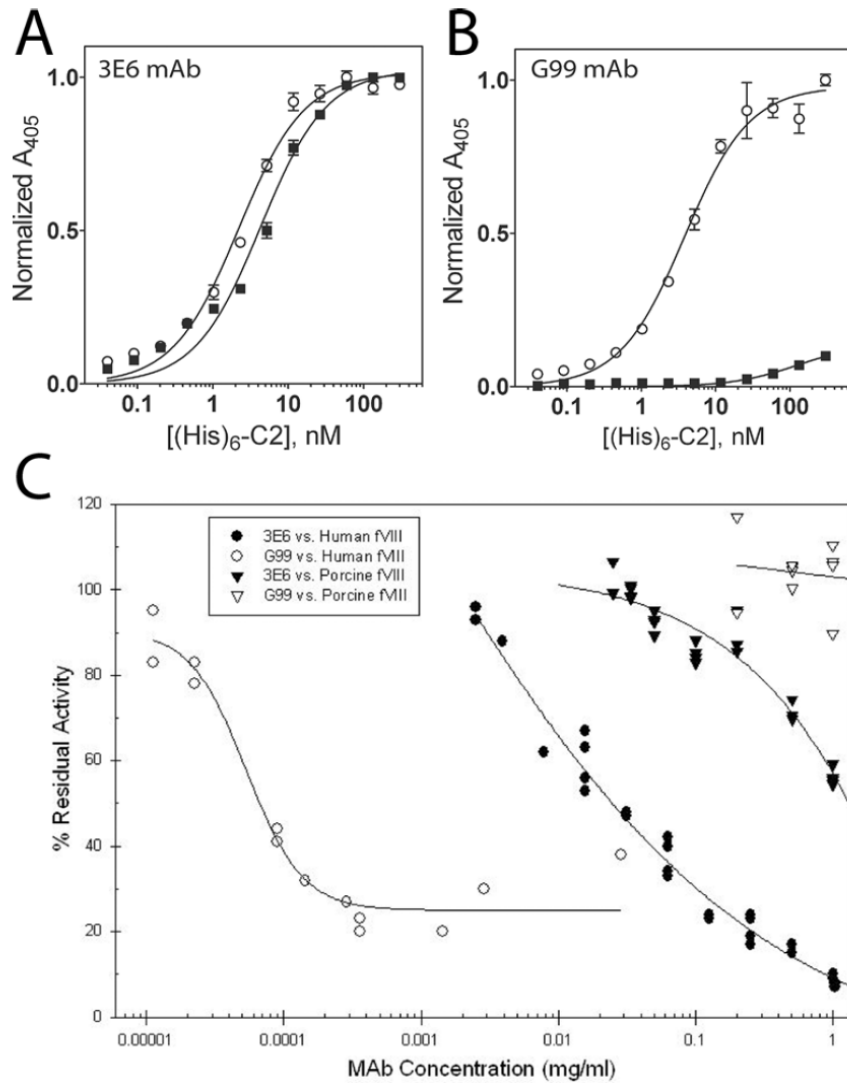 A
3E6 mAb
1.0
0.5
0.0
Normalized A405
0.1 1 10 100
[(His)6-C2], nM
B
G99 mAb
1.0
0.5
0.0
Normalized A405
0.1 1 10 100
[(His)6-C2], nM
C
120
100
80
60
40
20
0
% Residual Activity
3E6 vs. Human fVIII
G99 vs. Human fVIII
3E6 vs. Porcine fVIII
G99 vs. Porcine fVIII
0.00001 0.0001 0.001 0.01 0.1 1
MAb Concentration (mg/ml)